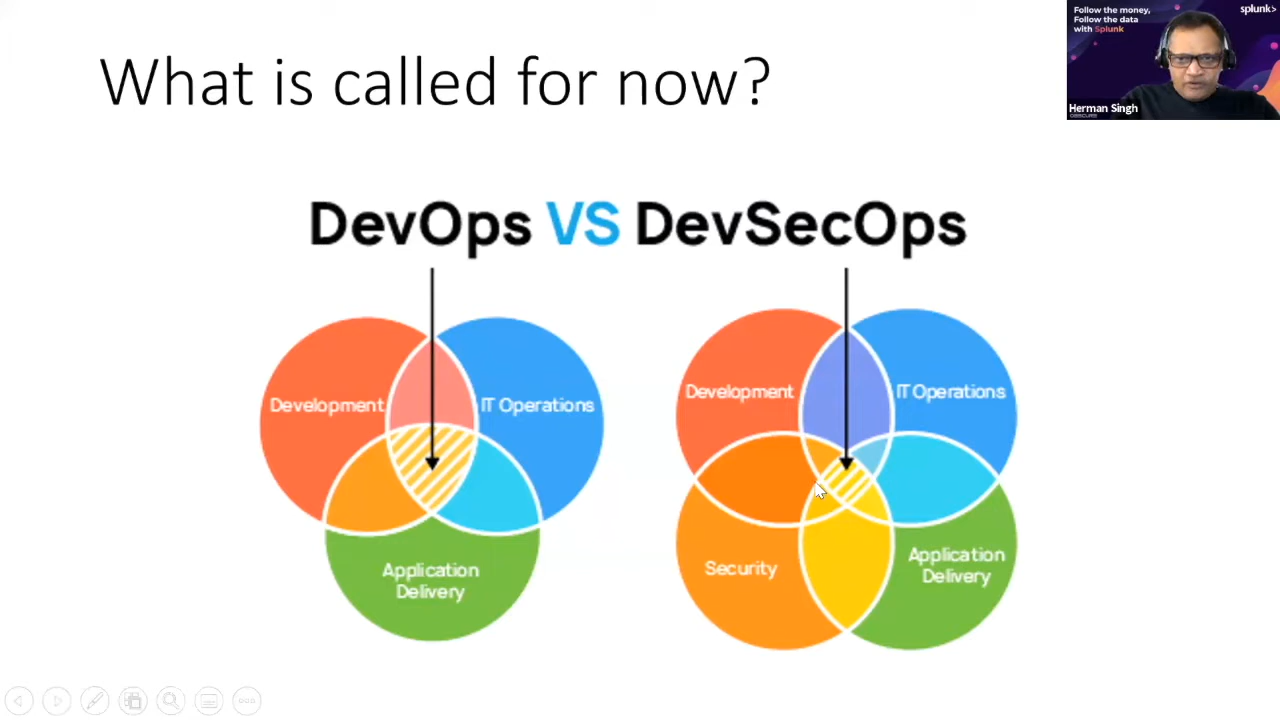 What is called for now?
Follow the money,
Follow the data
with Splunk
splunk>
Herman Singh
OBSCURE
DevOps VS DevSecOps
Development
IT Operations
Application
Delivery
Development
IT Operations
Security
Application
Delivery